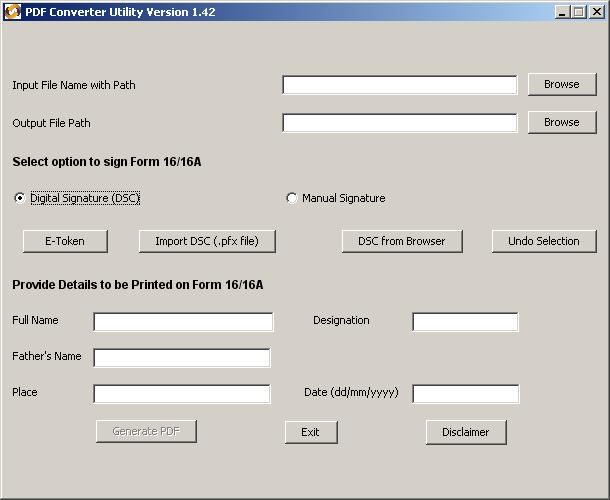 PDF Converter Utility Version 1.42
Input File Name with Path Browse
Output File Path Browse
Select option to sign Form 16/16A
Digital Signature (DSC) Manual Signature
E-Token Import DSC (.pfx file) DSC from Browser Undo Selection
Provide Details to be Printed on Form 16/16A
Full Name Designation
Father's Name
Place Date (dd/mm/yyyy)
Generate PDF Exit Disclaimer